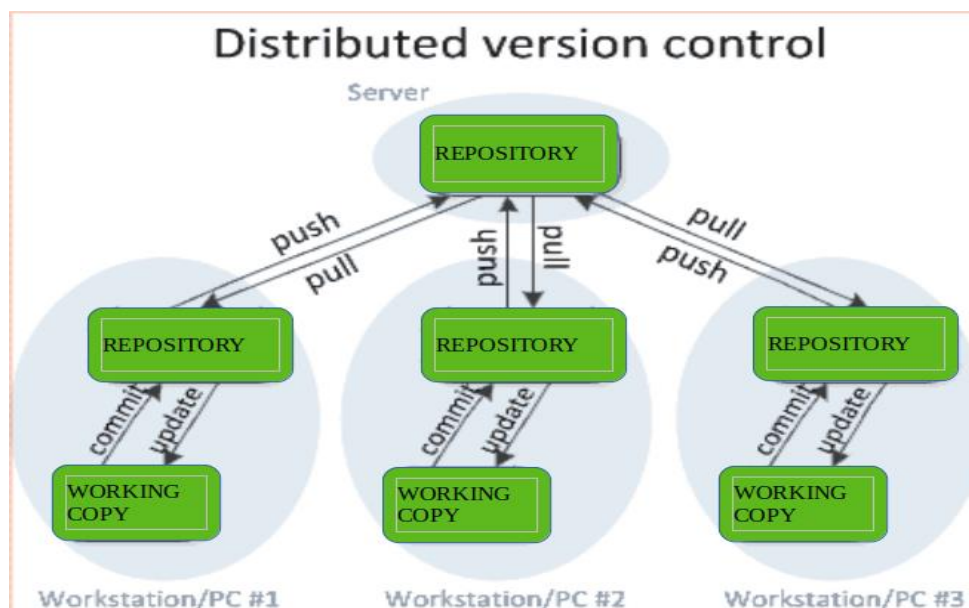 Distributed version control
Server
REPOSITORY
push
pull
push
pull
pull
push
REPOSITORY
REPOSITORY
REPOSITORY
commit
update
commit
update
commit
update
WORKING
COPY
WORKING
COPY
WORKING
COPY
Workstation/PC #1
Workstation/PC #2
Workstation/PC #3